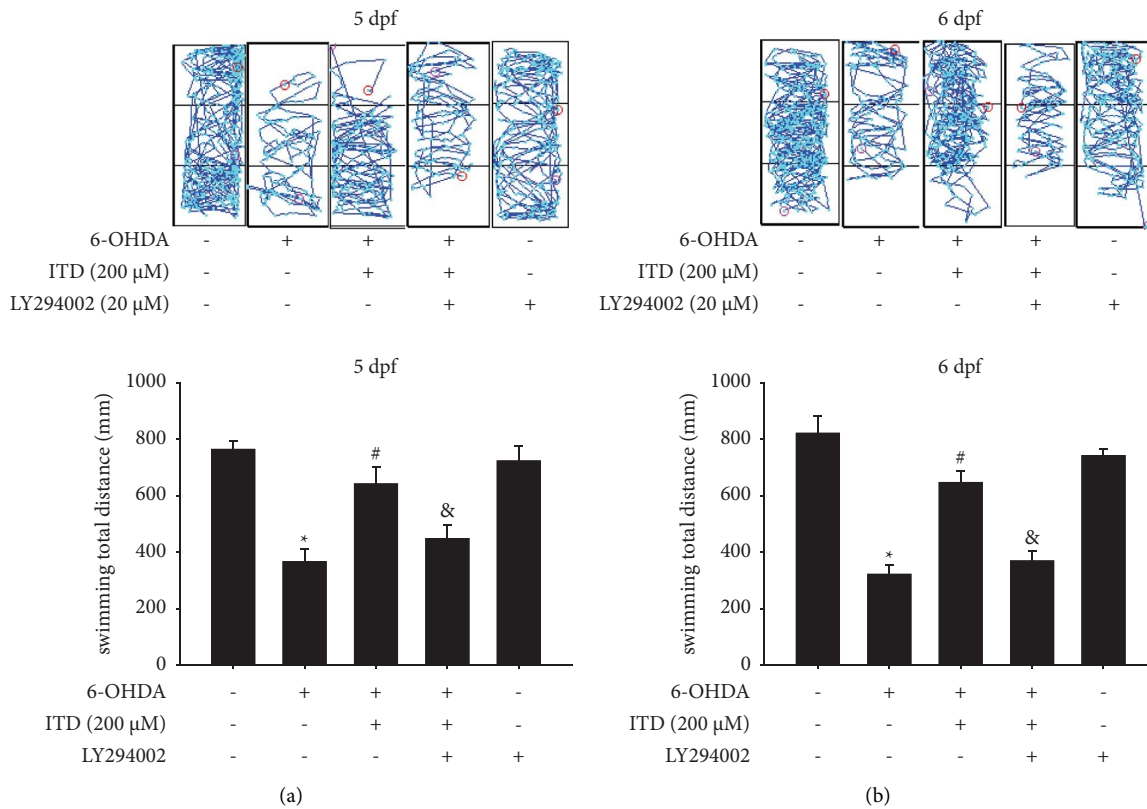 5 dpf
6-OHDA - + + + -
ITD (200 μM) - - + + -
LY294002 (20 μM) - - - + +
6 dpf
6-OHDA - + + + -
ITD (200 μM) - - + + -
LY294002 (20 μM) - - - + +
5 dpf
swimming total distance (mm)
1000
800
600
400
200
0
* # &
6-OHDA - + + + -
ITD (200 μM) - - + + -
LY294002 - - - + +
(a)
6 dpf
swimming total distance (mm)
1000
800
600
400
200
0
* # &
6-OHDA - + + + -
ITD (200 μM) - - + + -
LY294002 - - - + +
(b)